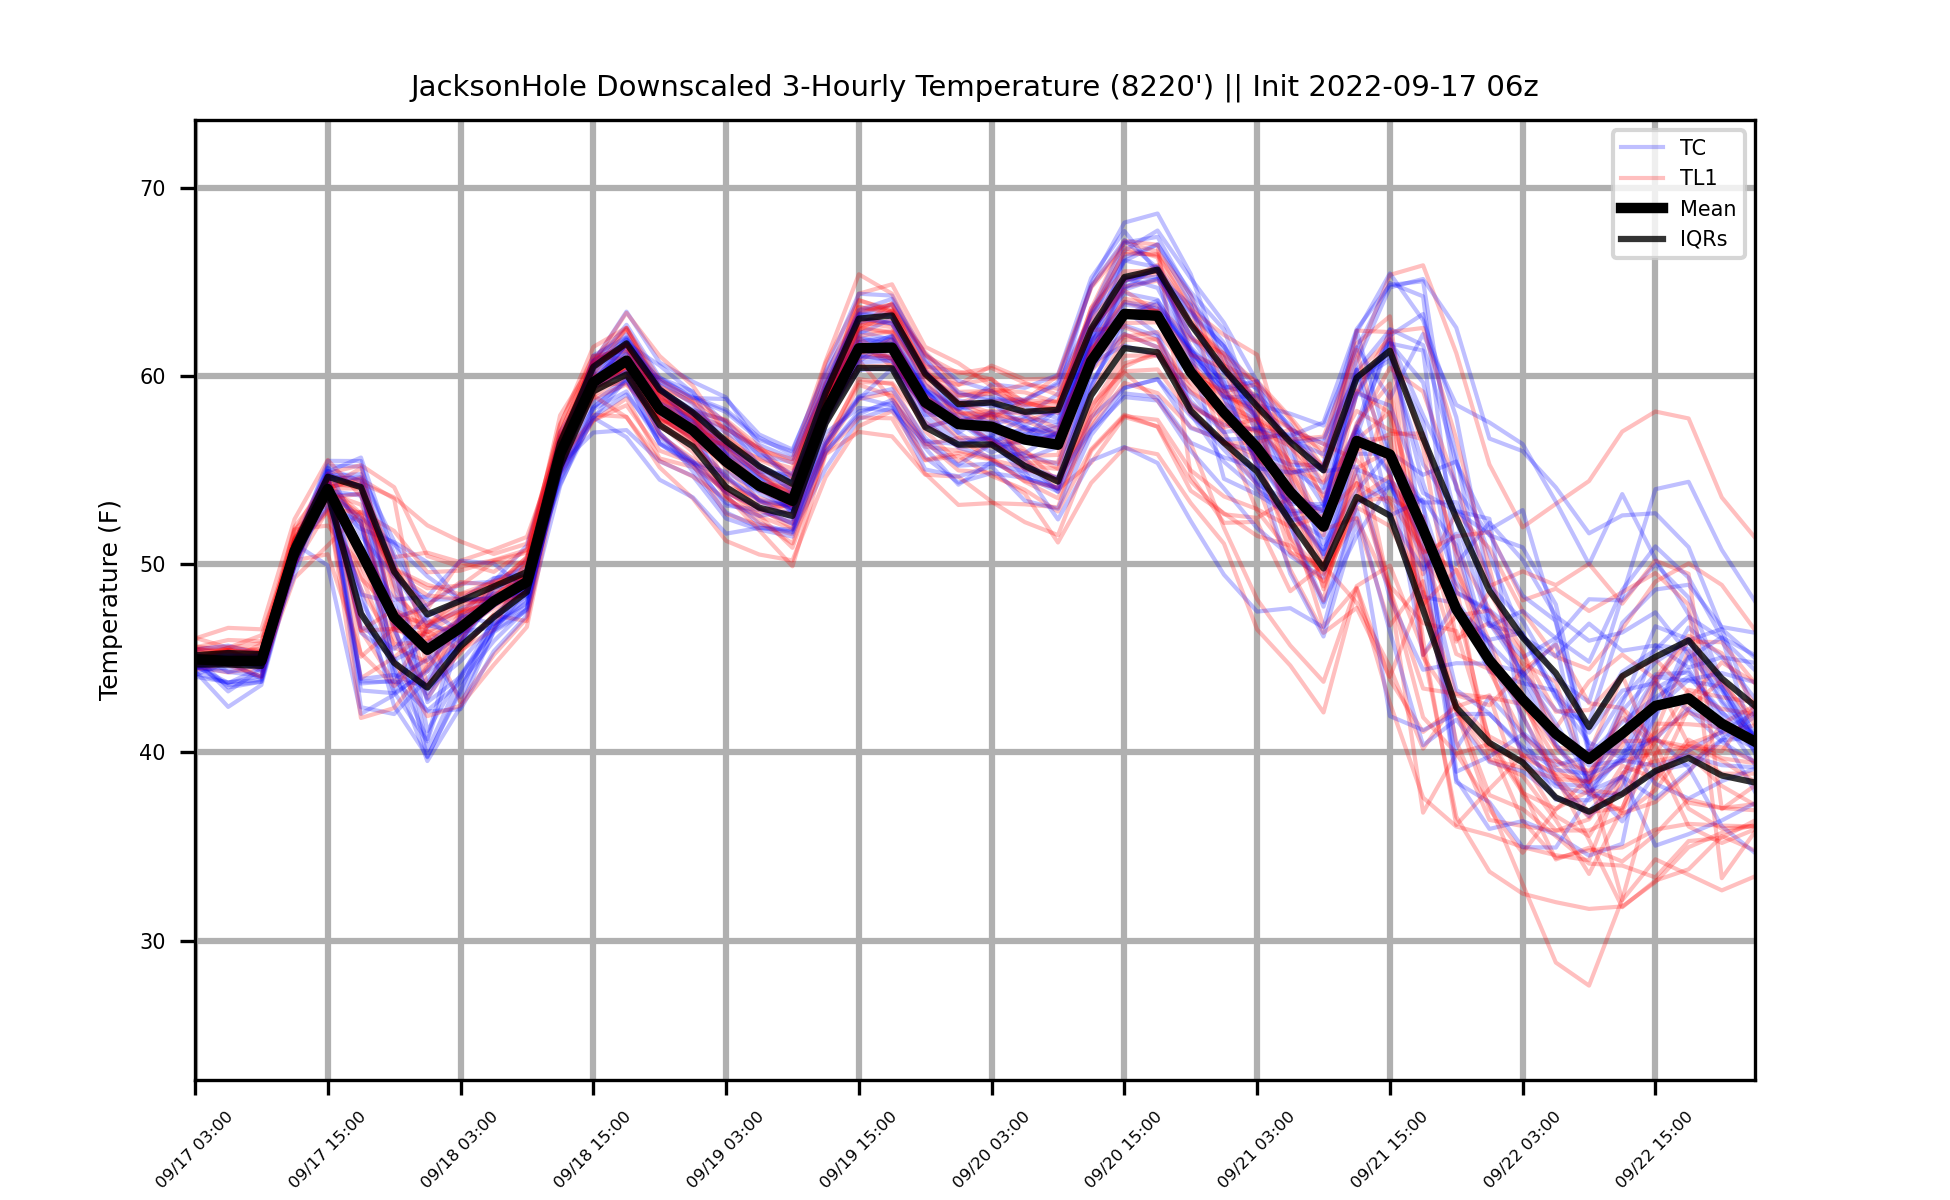 JacksonHole Downscaled 3-Hourly Temperature (8220') || Init 2022-09-17 06z
TC
TL1
Mean
IQRs
Temperature (F)
70
60
50
40
30
09/17 03:00
09/17 15:00
09/18 03:00
09/18 15:00
09/19 03:00
09/19 15:00
09/20 03:00
09/20 15:00
09/21 03:00
09/21 15:00
09/22 03:00
09/22 15:00